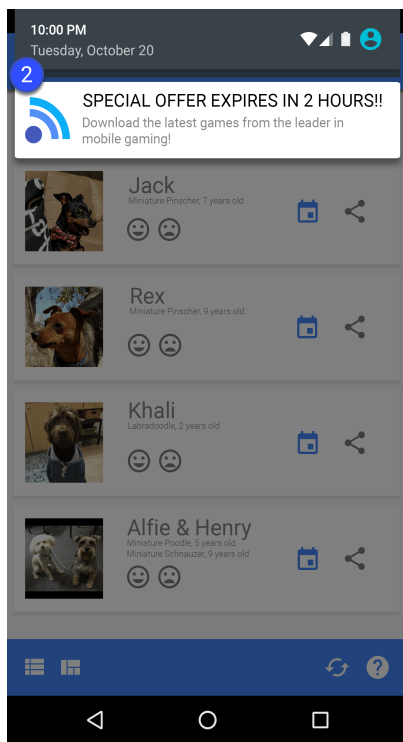 10:00 PM
Tuesday, October 20
2
SPECIAL OFFER EXPIRES IN 2 HOURS!!
Download the latest games from the leader in
mobile gaming!
Jack
Miniature Pinscher, 7 years old
Rex
Miniature Pinscher, 9 years old
Khali
Labradoodle, 2 years old
Alfie & Henry
Miniature Poodle, 5 years old
Miniature Schnauzer, 9 years old
?